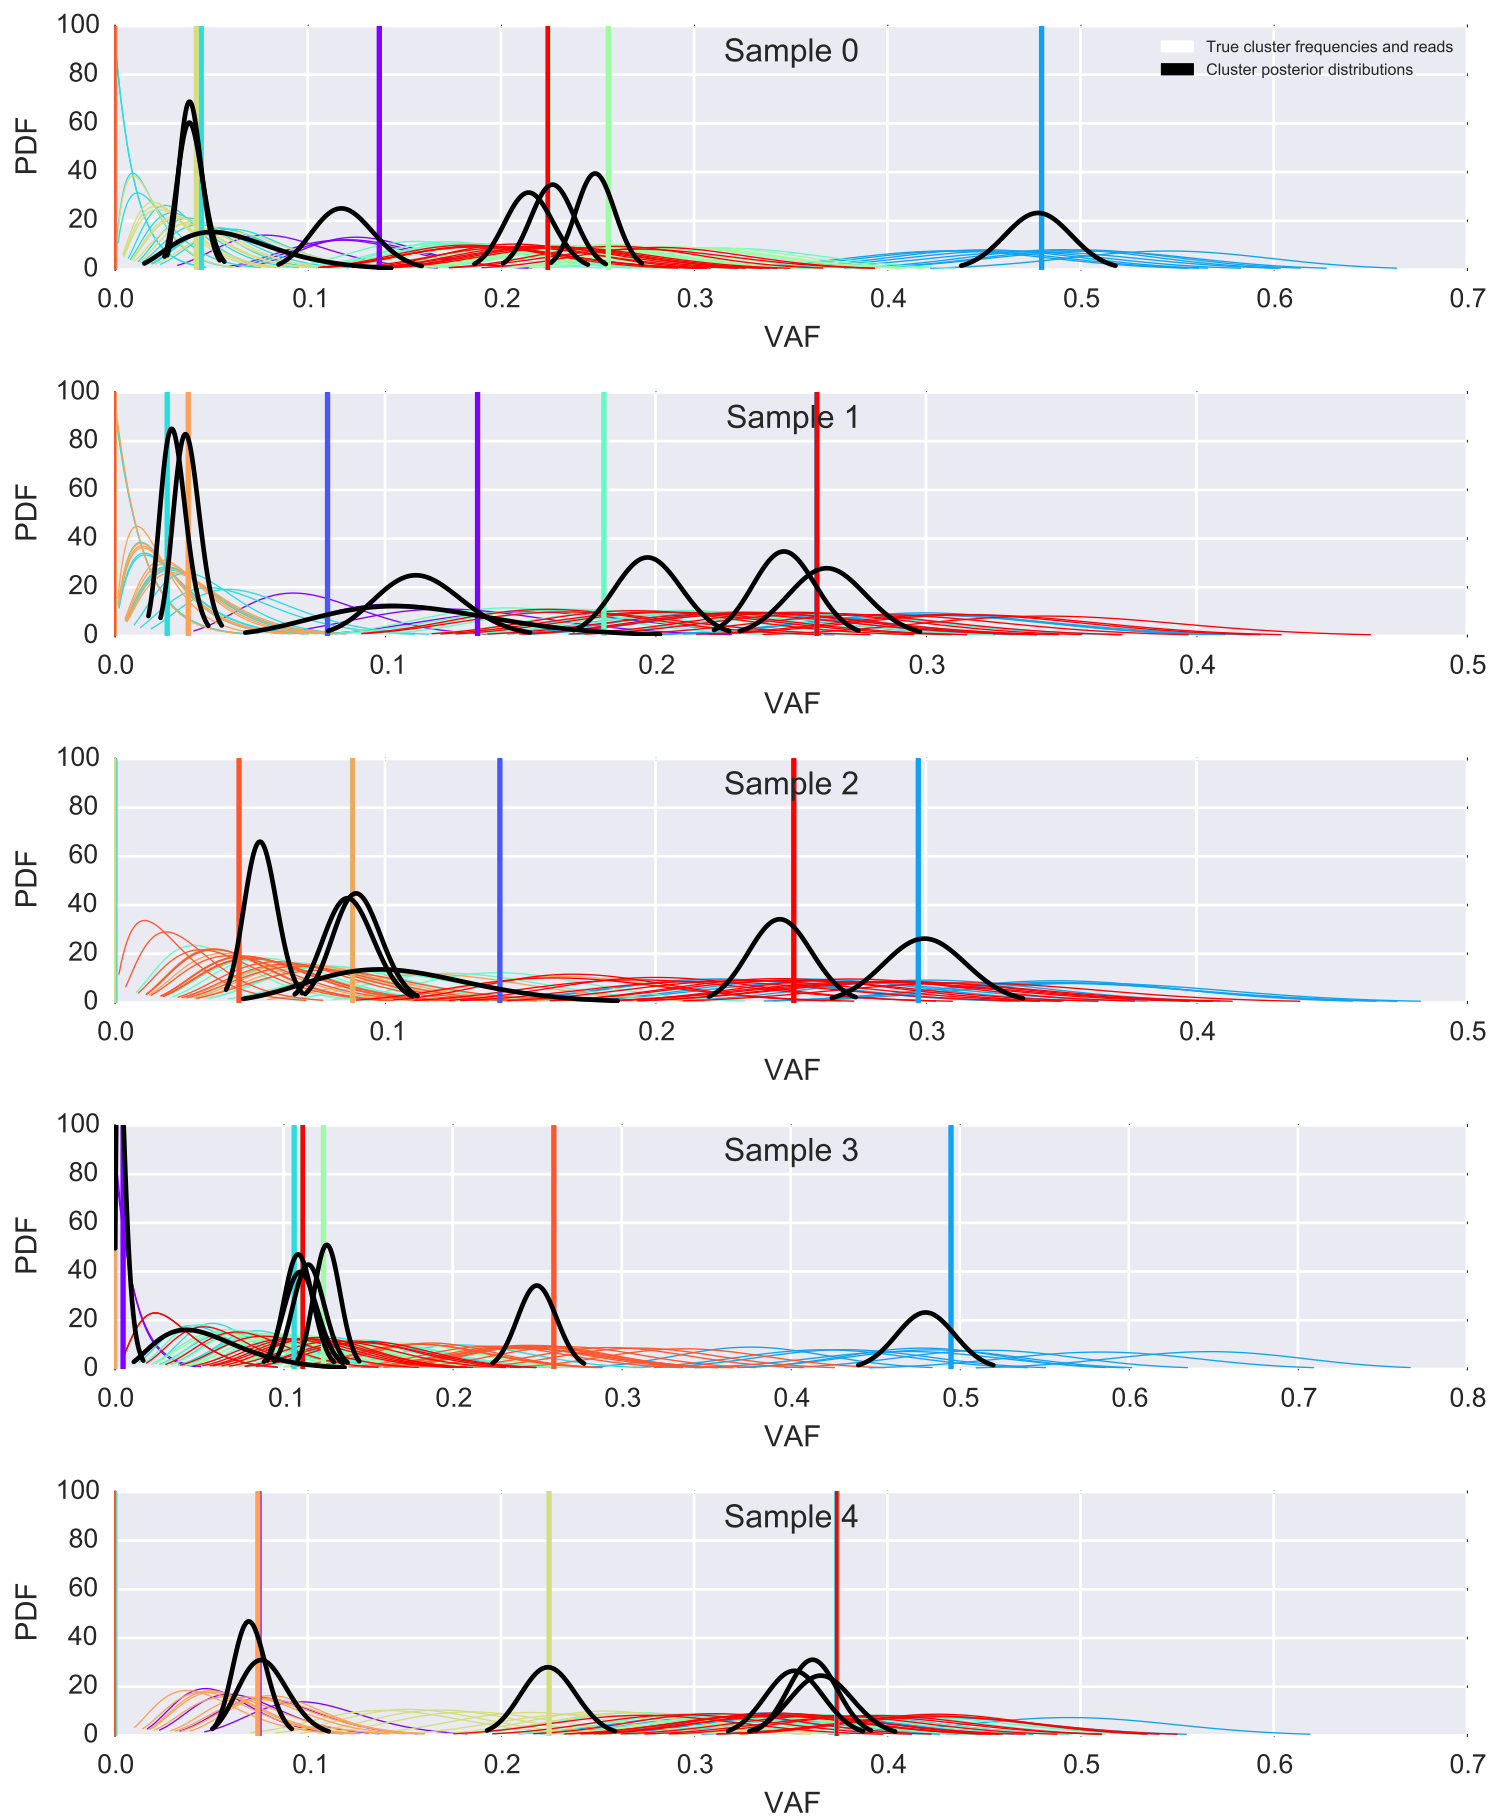 Sample 0
True cluster frequencies and reads
Cluster posterior distributions
PDF
100
80
60
40
20
0
0.0 0.1 0.2 0.3 0.4 0.5 0.6 0.7
VAF
Sample 1
PDF
100
80
60
40
20
0
0.0 0.1 0.2 0.3 0.4 0.5
VAF
Sample 2
PDF
100
80
60
40
20
0
0.0 0.1 0.2 0.3 0.4 0.5
VAF
Sample 3
PDF
100
80
60
40
20
0
0.0 0.1 0.2 0.3 0.4 0.5 0.6 0.7 0.8
VAF
Sample 4
PDF
100
80
60
40
20
0
0.0 0.1 0.2 0.3 0.4 0.5 0.6 0.7
VAF